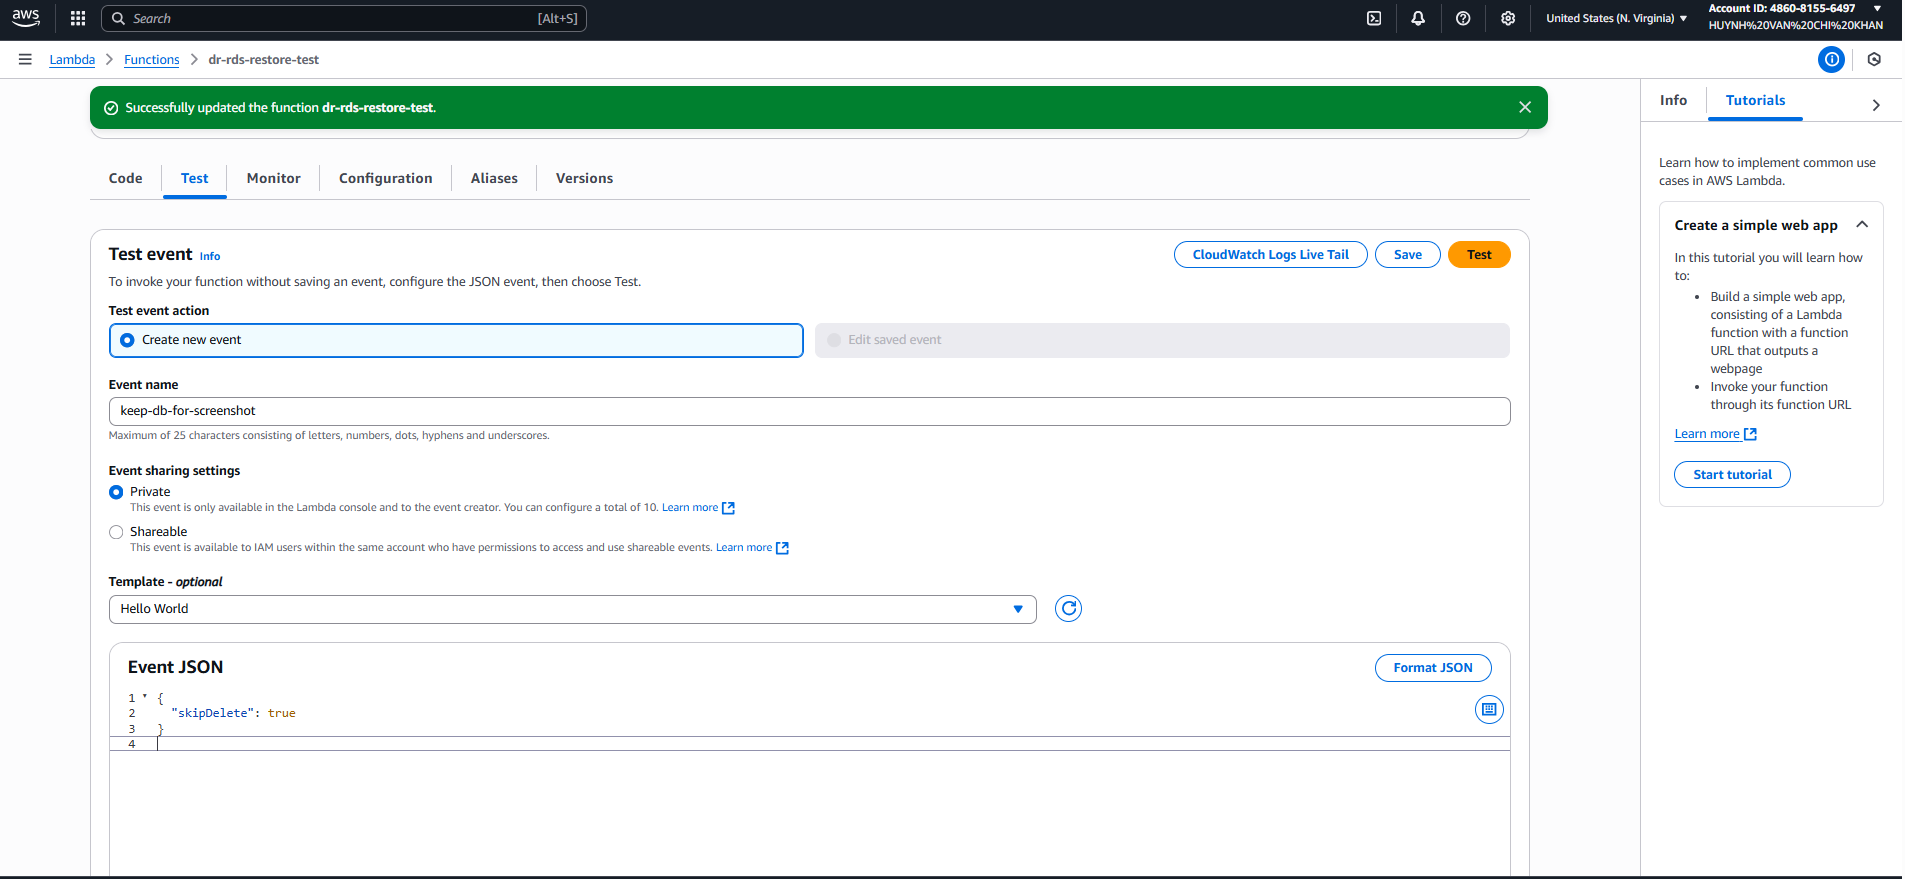 aws
Search
[Alt+S]
United States (N. Virginia)
Account ID: 4860-8155-6497
HUYNH%20VAN%20CHI%20KHAN
Lambda
Functions
dr-rds-restore-test
Successfully updated the function dr-rds-restore-test.
Code
Test
Monitor
Configuration
Aliases
Versions
Test event Info
CloudWatch Logs Live Tail
Save
Test
To invoke your function without saving an event, configure the JSON event, then choose Test.
Test event action
Create new event
Edit saved event
Event name
keep-db-for-screenshot
Maximum of 25 characters consisting of letters, numbers, dots, hyphens and underscores.
Event sharing settings
Private
This event is only available in the Lambda console and to the event creator. You can configure a total of 10. Learn more
Shareable
This event is available to IAM users within the same account who have permissions to access and use shareable events. Learn more
Template - optional
Hello World
Event JSON
Format JSON
1 {
2 "skipDelete": true
3 }
4
Info
Tutorials
Learn how to implement common use
cases in AWS Lambda.
Create a simple web app
In this tutorial you will learn how
to:
• Build a simple web app,
consisting of a Lambda
function with a function
URL that outputs a
webpage
• Invoke your function
through its function URL
Learn more
Start tutorial